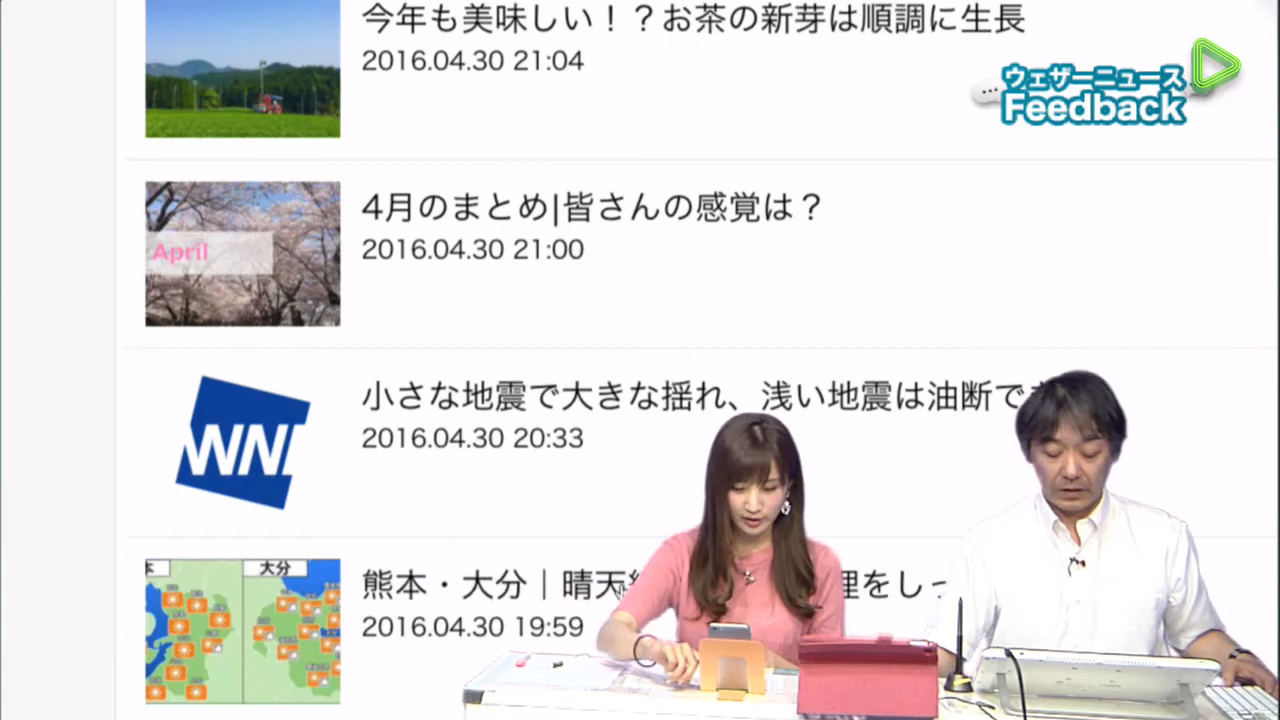 今年も美味しい！？お茶の新芽は順調に生長
2016.04.30 21:04
ウェザーニュース
Feedback
4月のまとめ|皆さんの感覚は？
2016.04.30 21:00
April
小さな地震で大きな揺れ、浅い地震は油断で
2016.04.30 20:33
WNI
熊本・大分｜晴天 理をしっ
2016.04.30 19:59
大分